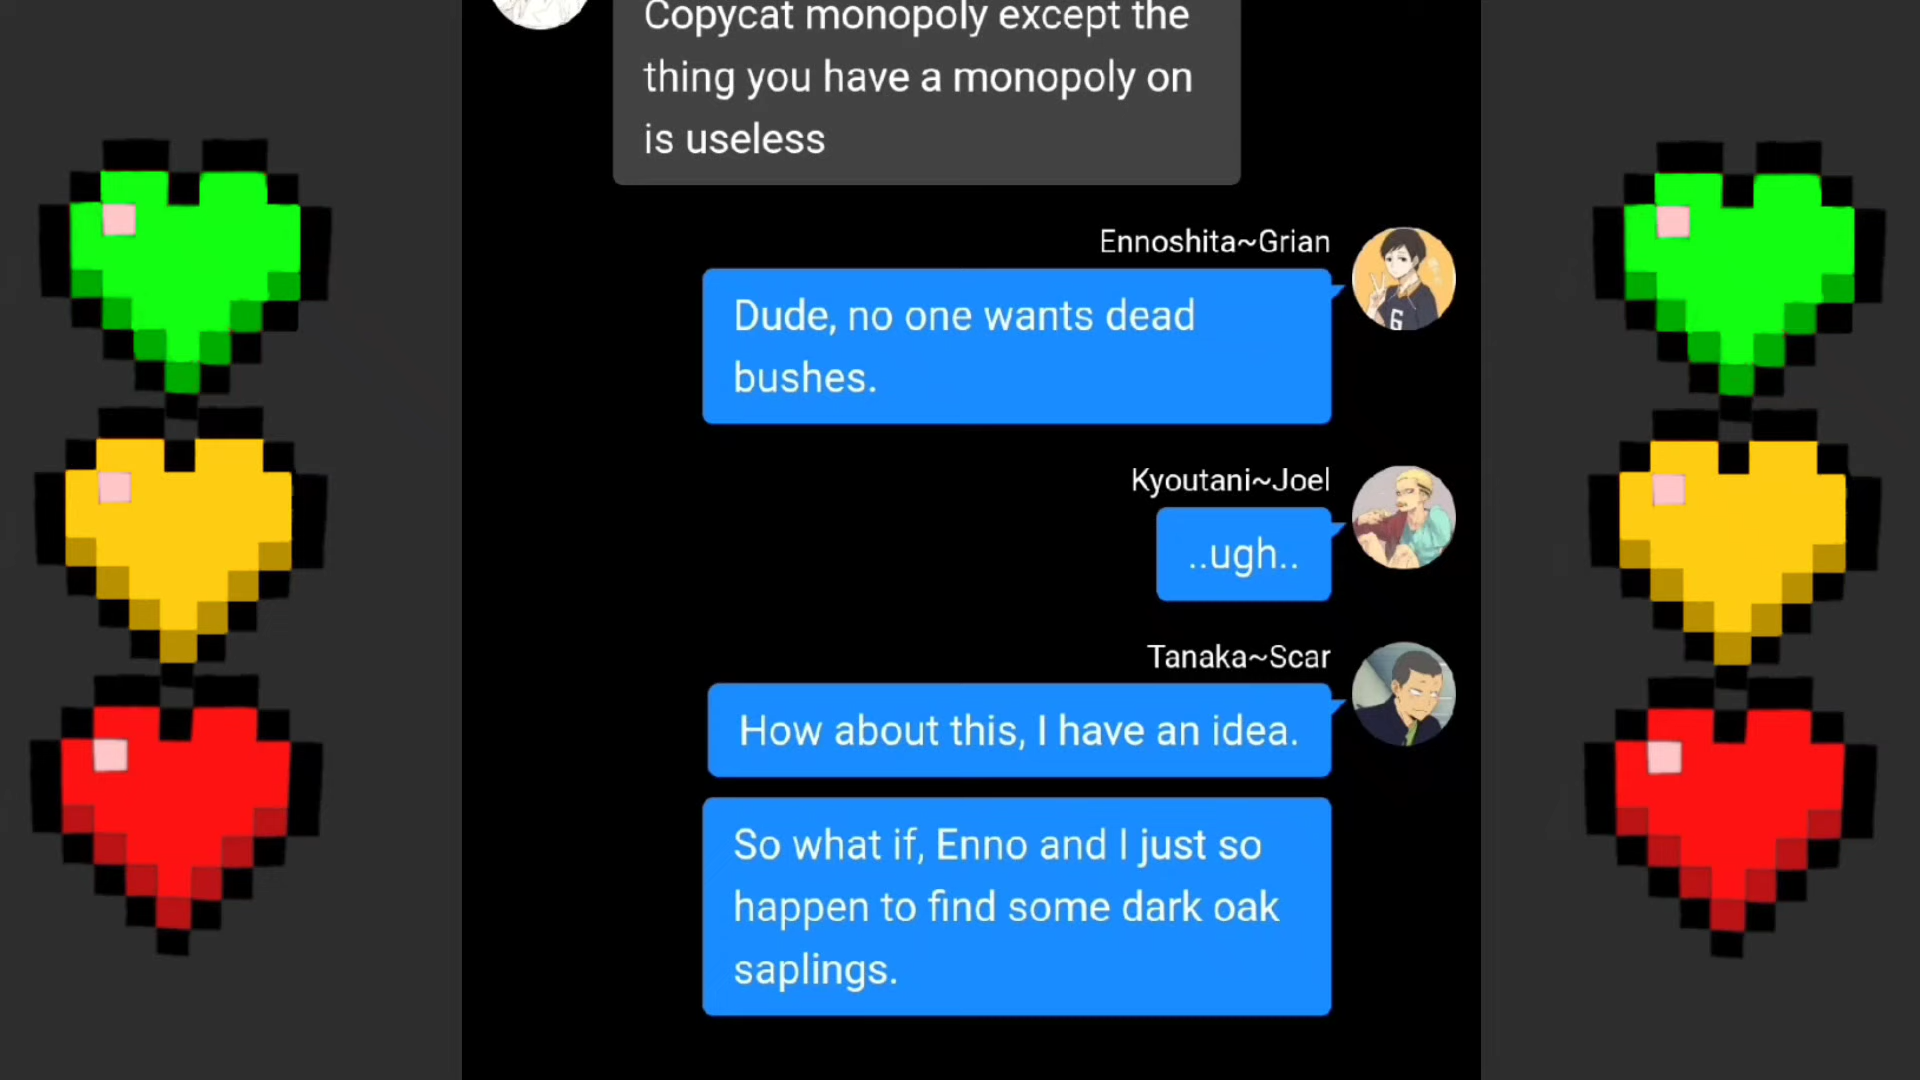 Copycat monopoly except the
thing you have a monopoly on
is useless
Ennoshita~Grian
Dude, no one wants dead
bushes.
Kyoutani~Joel
..ugh..
Tanaka~Scar
How about this, I have an idea.
So what if, Enno and I just so
happen to find some dark oak
saplings.
6